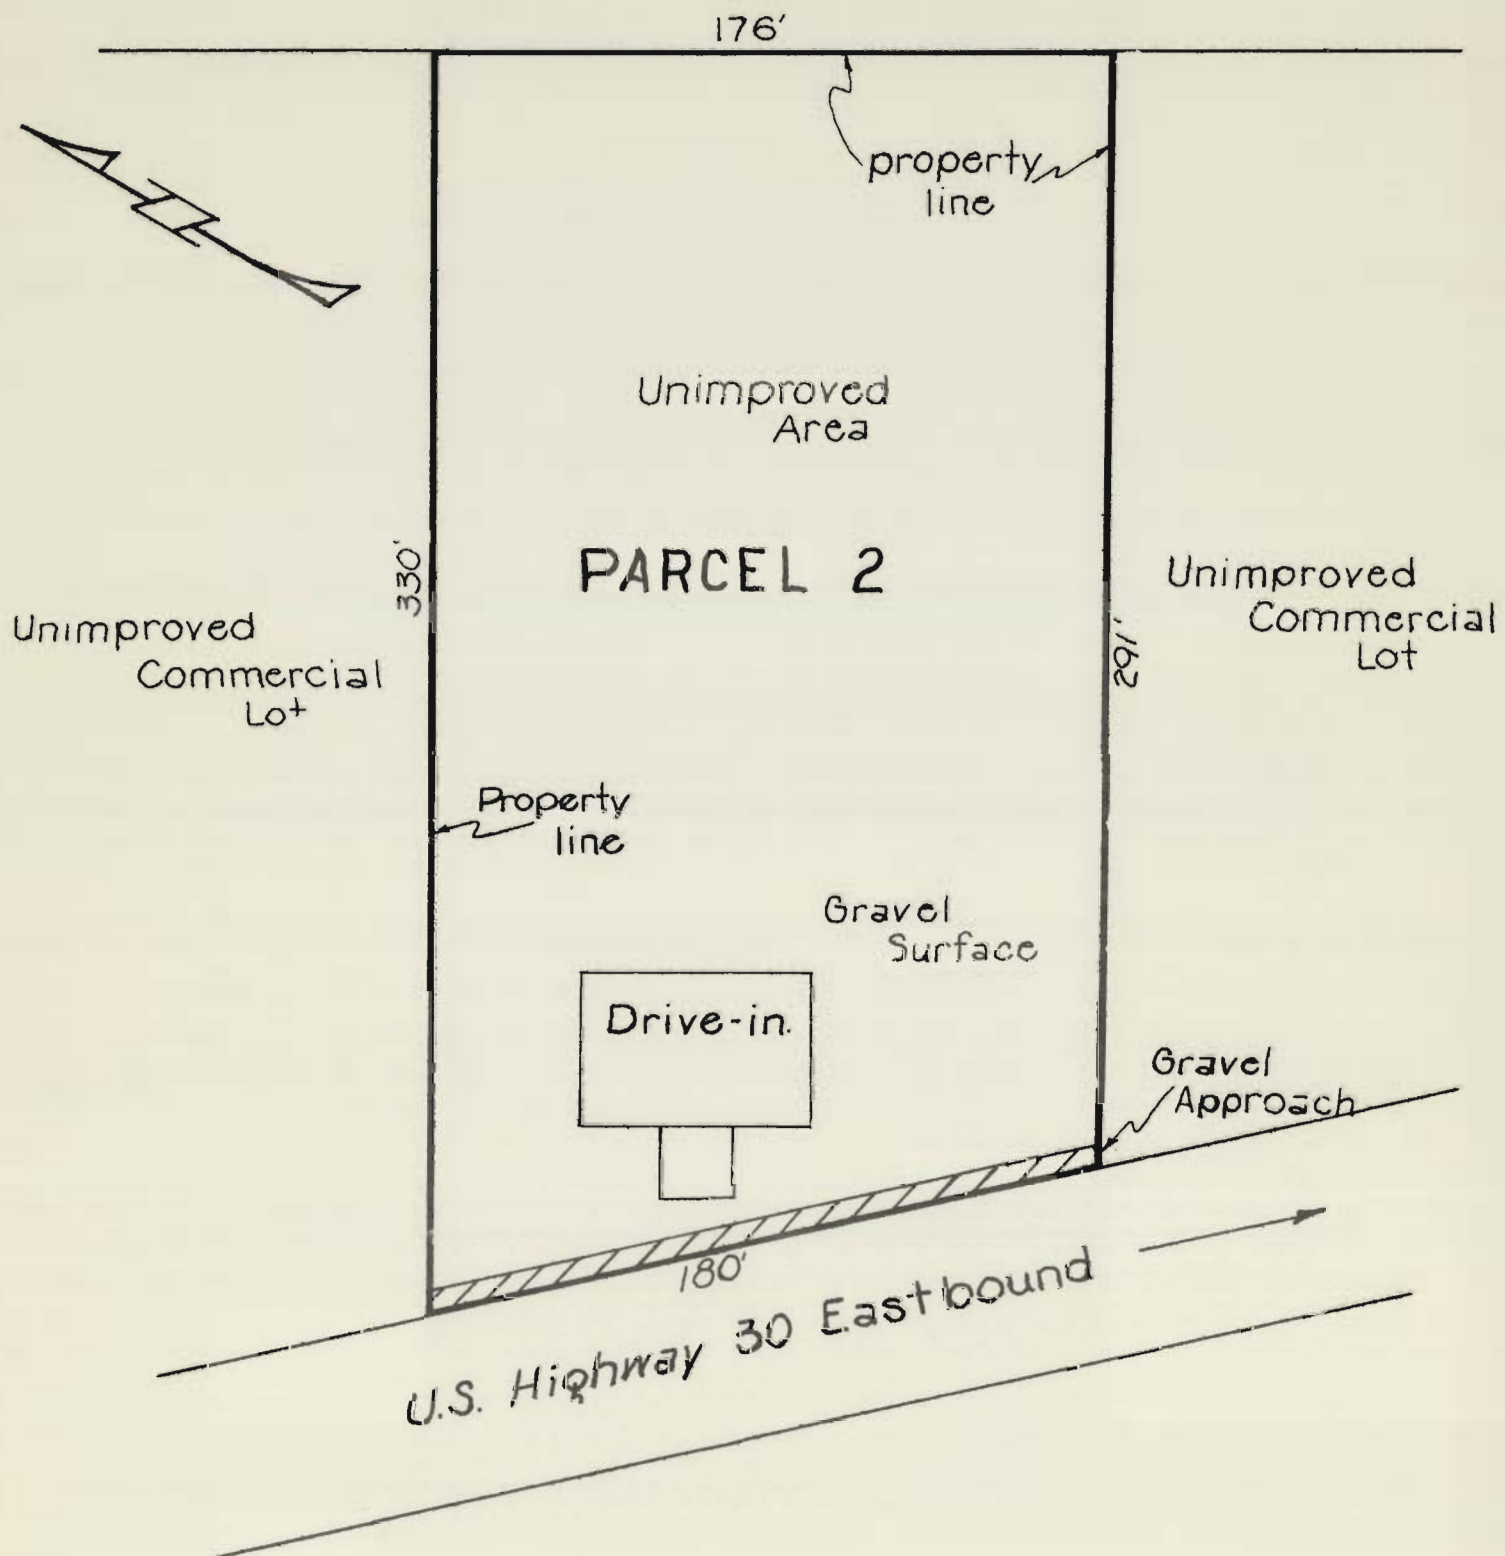 176'
property
line
Unimproved
Area
330'
PARCEL 2
Unimproved
Commercial
Lot
Unimproved
Commercial
Lot
291'
Property
line
Gravel
Surface
Drive-in.
Gravel
Approach
180'
U.S. Highway 30 Eastbound